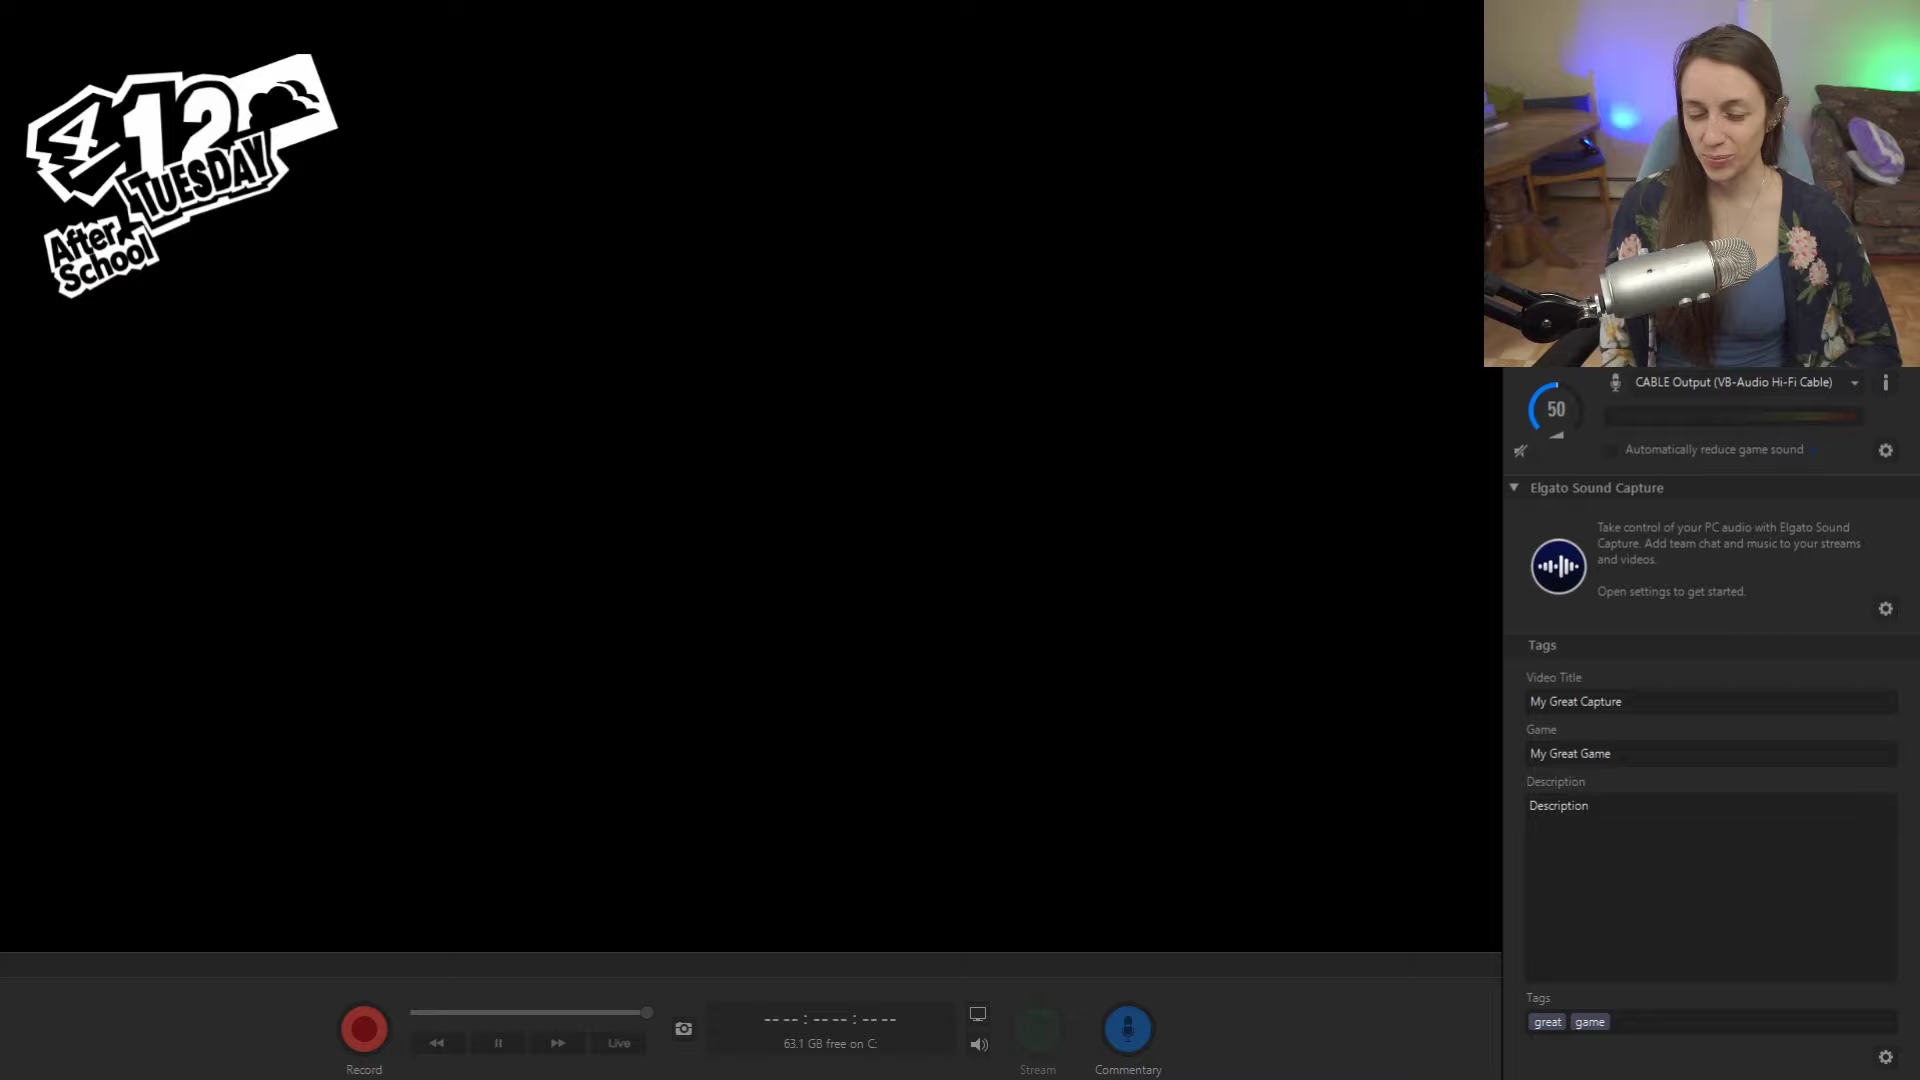 4 12
TUESDAY
After
School
50
CABLE Output (VB-Audio Hi-Fi Cable)
Automatically reduce game sound
Elgato Sound Capture
Take control of your PC audio with Elgato Sound
Capture. Add team chat and music to your streams
and videos.
Open settings to get started.
Tags
Video Title
My Great Capture
Game
My Great Game
Description
Description
Tags
great game
Live
-- -- : -- -- : -- --
63.1 GB free on C:
Record
Stream
Commentary